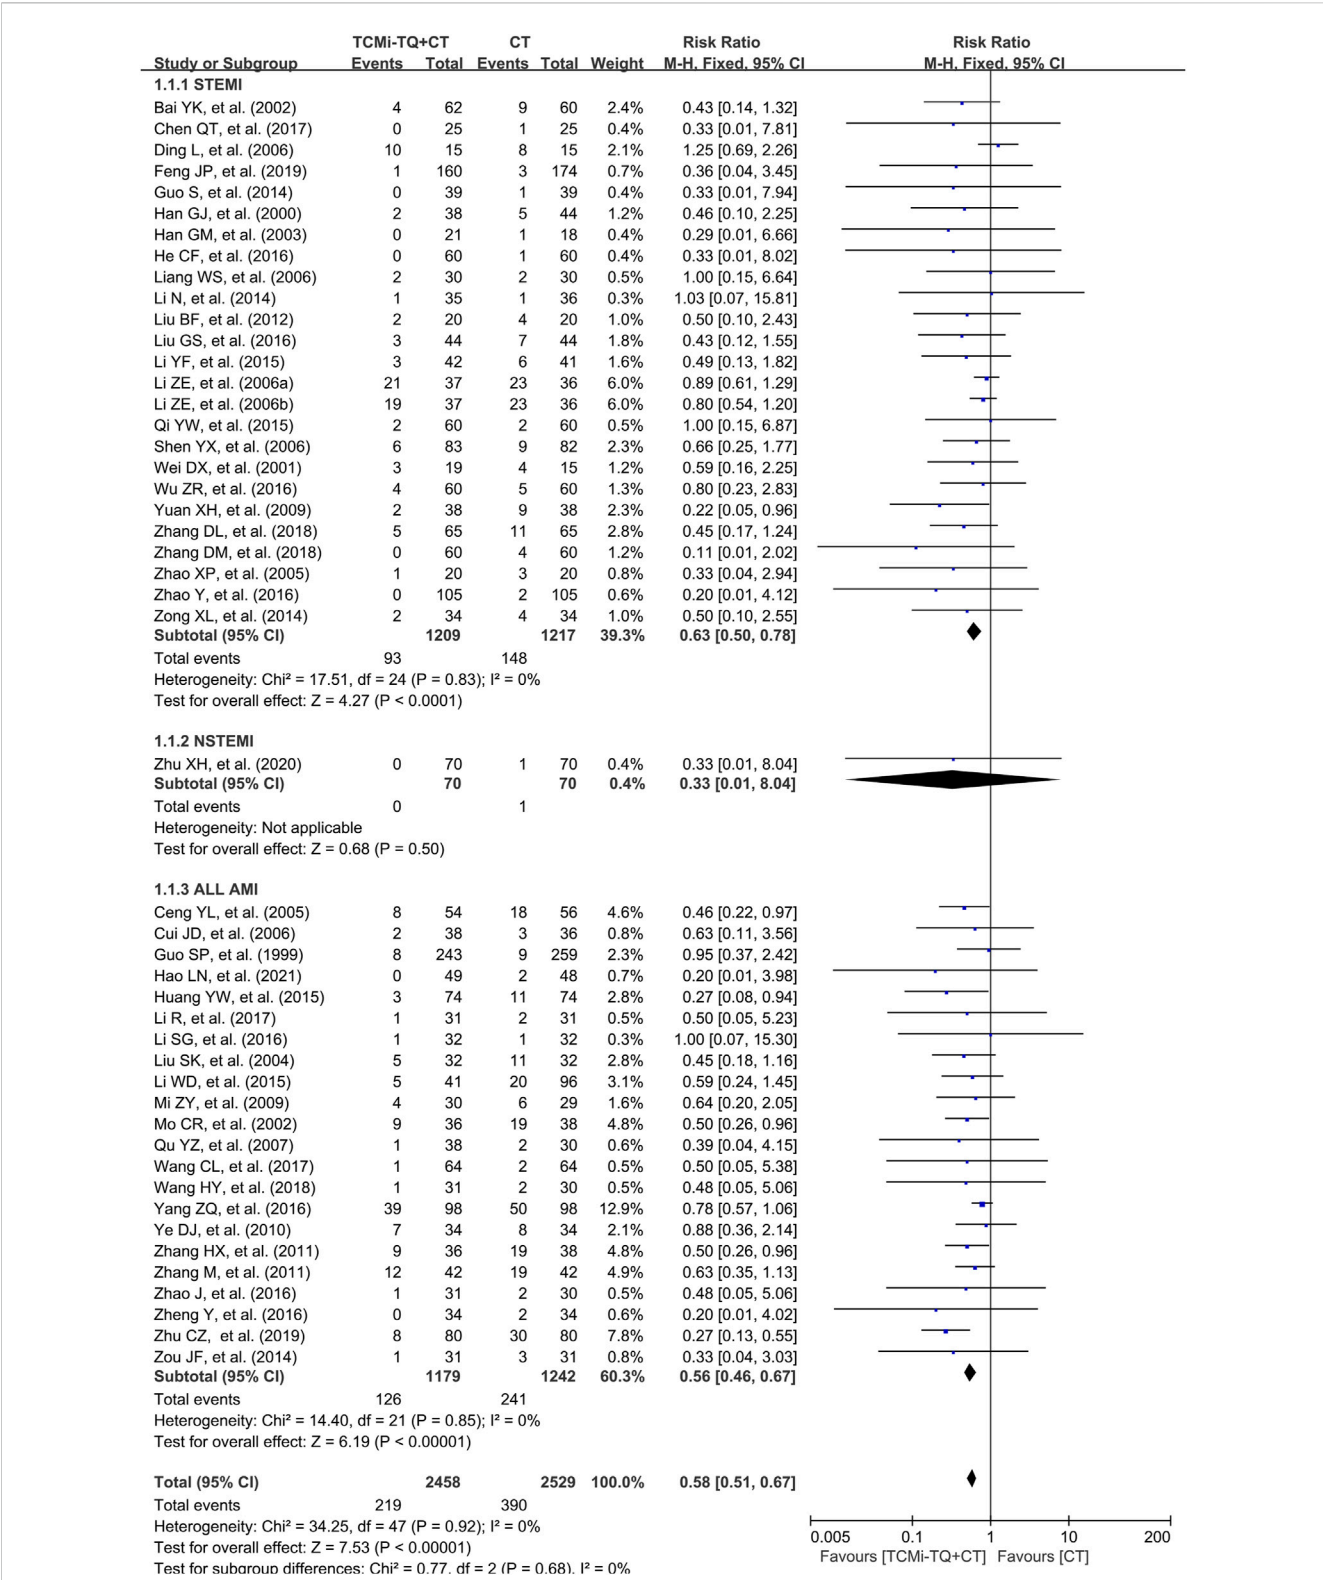 TCMi-TQ+CT CT Risk Ratio Risk Ratio
Study or Subgroup Events Total Events Total Weight M-H, Fixed, 95% CI M-H, Fixed, 95% CI
1.1.1 STEMI
Bai YK, et al. (2002) 4 62 9 60 2.4% 0.43 [0.14, 1.32]
Chen QT, et al. (2017) 0 25 1 25 0.4% 0.33 [0.01, 7.81]
Ding L, et al. (2006) 10 15 8 15 2.1% 1.25 [0.69, 2.26]
Feng JP, et al. (2019) 1 160 3 174 0.7% 0.36 [0.04, 3.45]
Guo S, et al. (2014) 0 39 1 39 0.4% 0.33 [0.01, 7.94]
Han GJ, et al. (2000) 2 38 5 44 1.2% 0.46 [0.10, 2.25]
Han GM, et al. (2003) 0 21 1 18 0.4% 0.29 [0.01, 6.66]
He CF, et al. (2016) 0 60 1 60 0.4% 0.33 [0.01, 8.02]
Liang WS, et al. (2006) 2 30 2 30 0.5% 1.00 [0.15, 6.64]
Li N, et al. (2014) 1 35 1 36 0.3% 1.03 [0.07, 15.81]
Liu BF, et al. (2012) 2 20 4 20 1.0% 0.50 [0.10, 2.43]
Liu GS, et al. (2016) 3 44 7 44 1.8% 0.43 [0.12, 1.55]
Li YF, et al. (2015) 3 42 6 41 1.6% 0.49 [0.13, 1.82]
Li ZE, et al. (2006a) 21 37 23 36 6.0% 0.89 [0.61, 1.29]
Li ZE, et al. (2006b) 19 37 23 36 6.0% 0.80 [0.54, 1.20]
Qi YW, et al. (2015) 2 60 2 60 0.5% 1.00 [0.15, 6.87]
Shen YX, et al. (2006) 6 83 9 82 2.3% 0.66 [0.25, 1.77]
Wei DX, et al. (2001) 3 19 4 15 1.2% 0.59 [0.16, 2.25]
Wu ZR, et al. (2016) 4 60 5 60 1.3% 0.80 [0.23, 2.83]
Yuan XH, et al. (2009) 2 38 9 38 2.3% 0.22 [0.05, 0.96]
Zhang DL, et al. (2018) 5 65 11 65 2.8% 0.45 [0.17, 1.24]
Zhang DM, et al. (2018) 0 60 4 60 1.2% 0.11 [0.01, 2.02]
Zhao XP, et al. (2005) 1 20 3 20 0.8% 0.33 [0.04, 2.94]
Zhao Y, et al. (2016) 0 105 2 105 0.6% 0.20 [0.01, 4.12]
Zong XL, et al. (2014) 2 34 4 34 1.0% 0.50 [0.10, 2.55]
Subtotal (95% CI) 1209 1217 39.3% 0.63 [0.50, 0.78]
Total events 93 148
Heterogeneity: Chi² = 17.51, df = 24 (P = 0.83); I² = 0%
Test for overall effect: Z = 4.27 (P < 0.0001)
1.1.2 NSTEMI
Zhu XH, et al. (2020) 0 70 1 70 0.4% 0.33 [0.01, 8.04]
Subtotal (95% CI) 70 70 0.4% 0.33 [0.01, 8.04]
Total events 0 1
Heterogeneity: Not applicable
Test for overall effect: Z = 0.68 (P = 0.50)
1.1.3 ALL AMI
Ceng YL, et al. (2005) 8 54 18 56 4.6% 0.46 [0.22, 0.97]
Cui JD, et al. (2006) 2 38 3 36 0.8% 0.63 [0.11, 3.56]
Guo SP, et al. (1999) 8 243 9 259 2.3% 0.95 [0.37, 2.42]
Hao LN, et al. (2021) 0 49 2 48 0.7% 0.20 [0.01, 3.98]
Huang YW, et al. (2015) 3 74 11 74 2.8% 0.27 [0.08, 0.94]
Li R, et al. (2017) 1 31 2 31 0.5% 0.50 [0.05, 5.23]
Li SG, et al. (2016) 1 32 1 32 0.3% 1.00 [0.07, 15.30]
Liu SK, et al. (2004) 5 32 11 32 2.8% 0.45 [0.18, 1.16]
Li WD, et al. (2015) 5 41 20 96 3.1% 0.59 [0.24, 1.45]
Mi ZY, et al. (2009) 4 30 6 29 1.6% 0.64 [0.20, 2.05]
Mo CR, et al. (2002) 9 36 19 38 4.8% 0.50 [0.26, 0.96]
Qu YZ, et al. (2007) 1 38 2 30 0.6% 0.39 [0.04, 4.15]
Wang CL, et al. (2017) 1 64 2 64 0.5% 0.50 [0.05, 5.38]
Wang HY, et al. (2018) 1 31 2 30 0.5% 0.48 [0.05, 5.06]
Yang ZQ, et al. (2016) 39 98 50 98 12.9% 0.78 [0.57, 1.06]
Ye DJ, et al. (2010) 7 34 8 34 2.1% 0.88 [0.36, 2.14]
Zhang HX, et al. (2011) 9 36 19 38 4.8% 0.50 [0.26, 0.96]
Zhang M, et al. (2011) 12 42 19 42 4.9% 0.63 [0.35, 1.13]
Zhao J, et al. (2016) 1 31 2 30 0.5% 0.48 [0.05, 5.06]
Zheng Y, et al. (2016) 0 34 2 34 0.6% 0.20 [0.01, 4.02]
Zhu CZ, et al. (2019) 8 80 30 80 7.8% 0.27 [0.13, 0.55]
Zou JF, et al. (2014) 1 31 3 31 0.8% 0.33 [0.04, 3.03]
Subtotal (95% CI) 1179 1242 60.3% 0.56 [0.46, 0.67]
Total events 126 241
Heterogeneity: Chi² = 14.40, df = 21 (P = 0.85); I² = 0%
Test for overall effect: Z = 6.19 (P < 0.00001)
Total (95% CI) 2458 2529 100.0% 0.58 [0.51, 0.67]
Total events 219 390
Heterogeneity: Chi² = 34.25, df = 47 (P = 0.92); I² = 0%
Test for overall effect: Z = 7.53 (P < 0.00001)
Test for subgroup differences: Chi² = 0.77, df = 2 (P = 0.68), I² = 0%
0.005 0.1 1 10 200
Favours [TCMi-TQ+CT] Favours [CT]